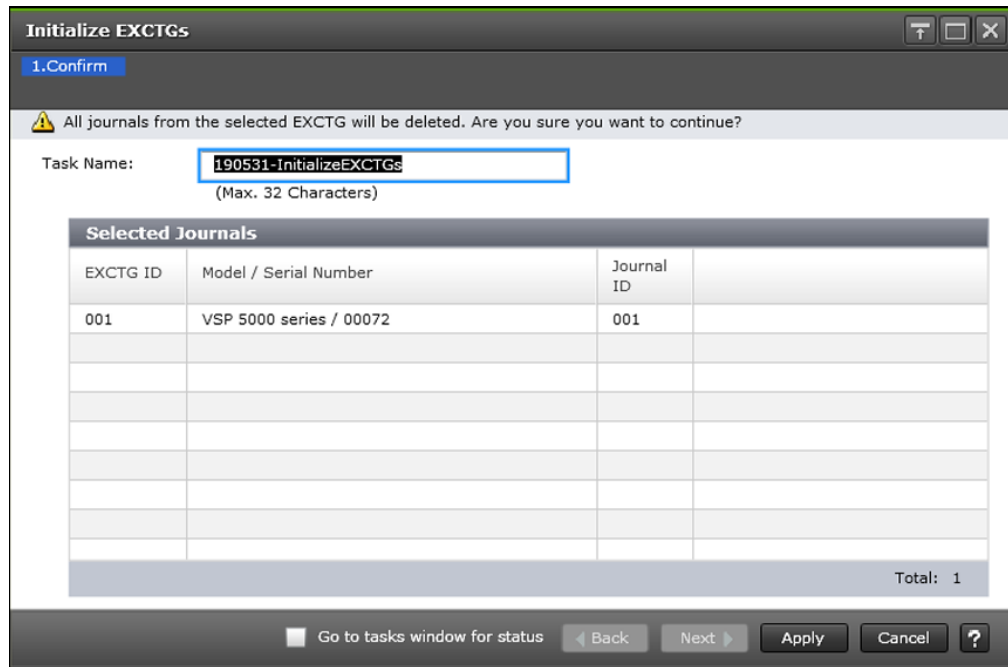 Initialize EXCTGs
1.Confirm
All journals from the selected EXCTG will be deleted. Are you sure you want to continue?
Task Name: 190531-InitializeEXCTGs
(Max. 32 Characters)
Selected Journals
EXCTG ID Model / Serial Number Journal ID
001 VSP 5000 series / 00072 001
Total: 1
Go to tasks window for status Back Next Apply Cancel ?